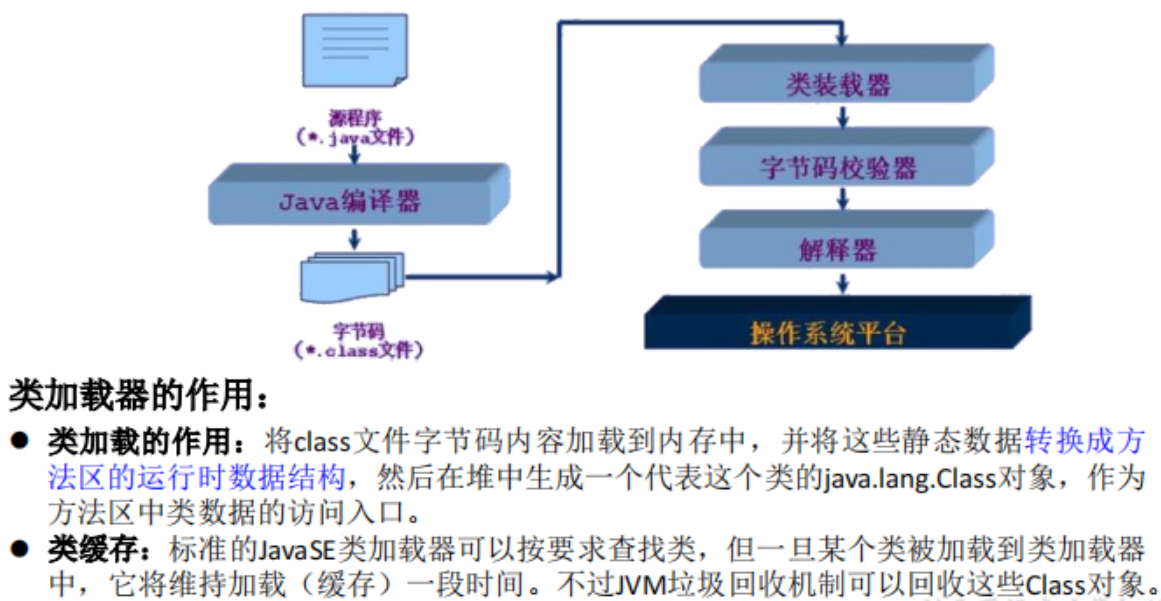 源程序
(*.java文件)
Java编译器
字节码
(*.class文件)
类装载器
字节码校验器
解释器
操作系统平台
类加载器的作用：
● 类加载的作用：将class文件字节码内容加载到内存中，并将这些静态数据转换成方
法区的运行时数据结构，然后在堆中生成一个代表这个类的java.lang.Class对象，作为
方法区中类数据的访问入口。
● 类缓存：标准的JavaSE类加载器可以按要求查找类，但一旦某个类被加载到类加载器
中，它将维持加载（缓存）一段时间。不过JVM垃圾回收机制可以回收这些Class对象。